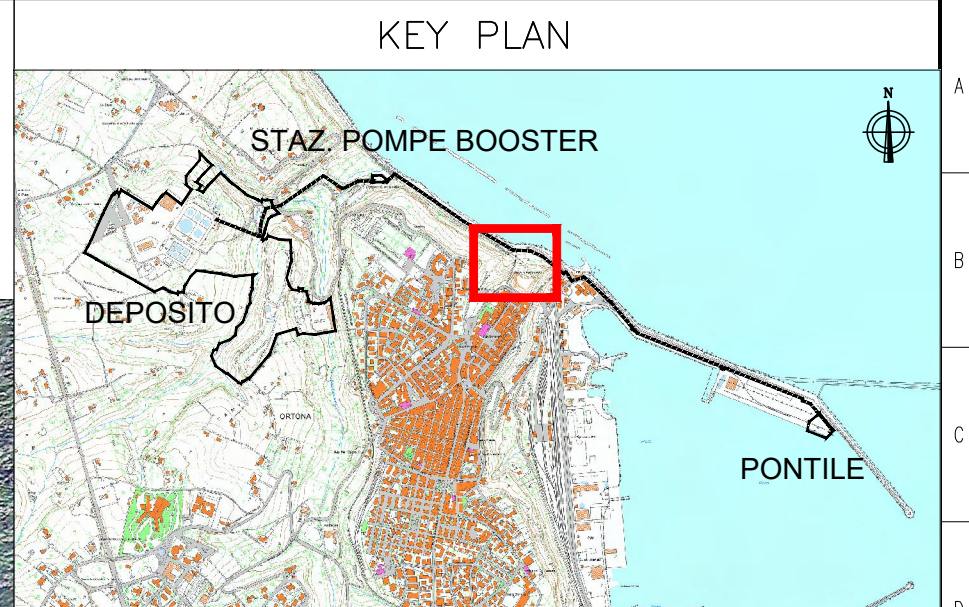 KEY PLAN
A
N
STAZ. POMPE BOOSTER
B
DEPOSITO
ORTONA
C
PONTILE
D